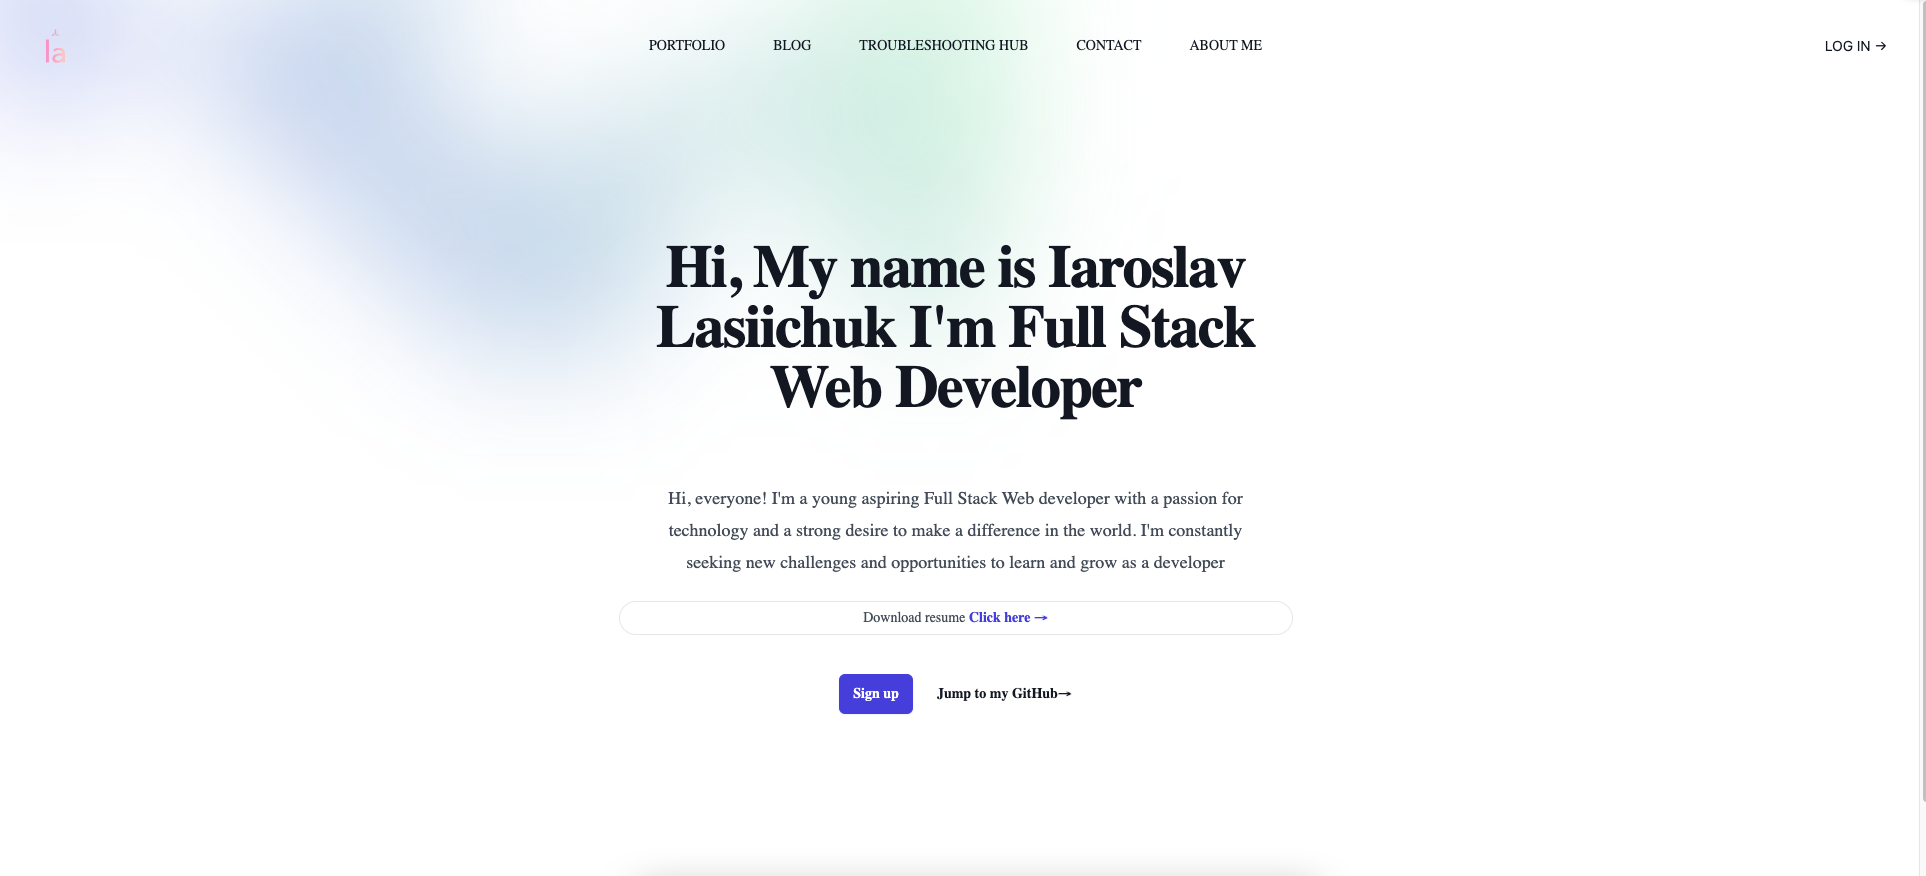 la
PORTFOLIO BLOG TROUBLESHOOTING HUB CONTACT ABOUT ME
LOG IN →
Hi, My name is Iaroslav
Lasiichuk I'm Full Stack
Web Developer
Hi, everyone! I'm a young aspiring Full Stack Web developer with a passion for
technology and a strong desire to make a difference in the world. I'm constantly
seeking new challenges and opportunities to learn and grow as a developer
Download resume Click here →
Sign up
Jump to my GitHub→